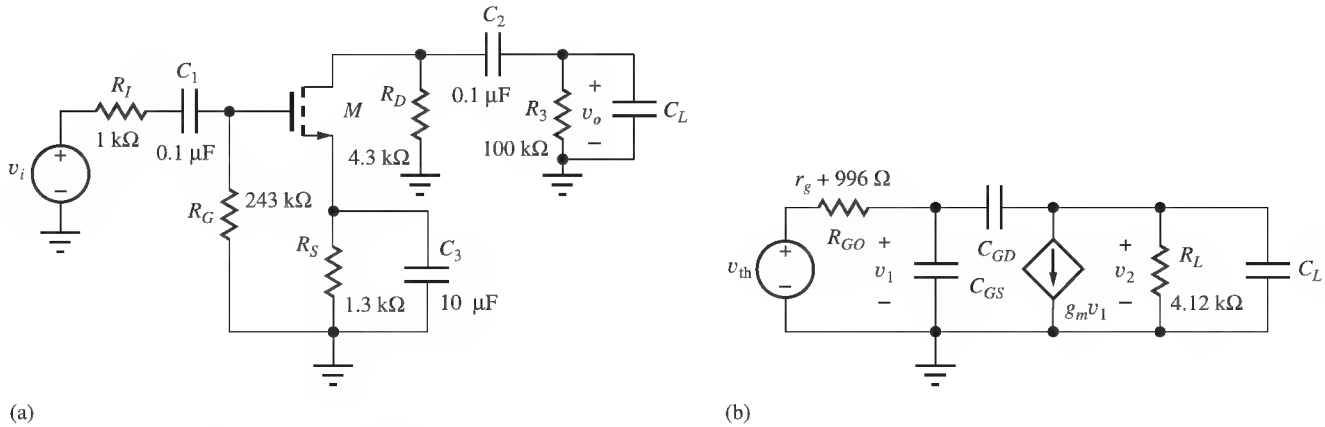 C2
RI
C1
M
RD
0.1 µF
R3
+
vo
−
CL
1 kΩ
0.1 µF
4.3 kΩ
100 kΩ
vi
+
−
RG
243 kΩ
RS
C3
1.3 kΩ
10 µF
(a)
rg + 996 Ω
RGO
CGD
vth
+
−
+
v1
−
CGS
gmv1
+
v2
−
RL
4.12 kΩ
CL
(b)